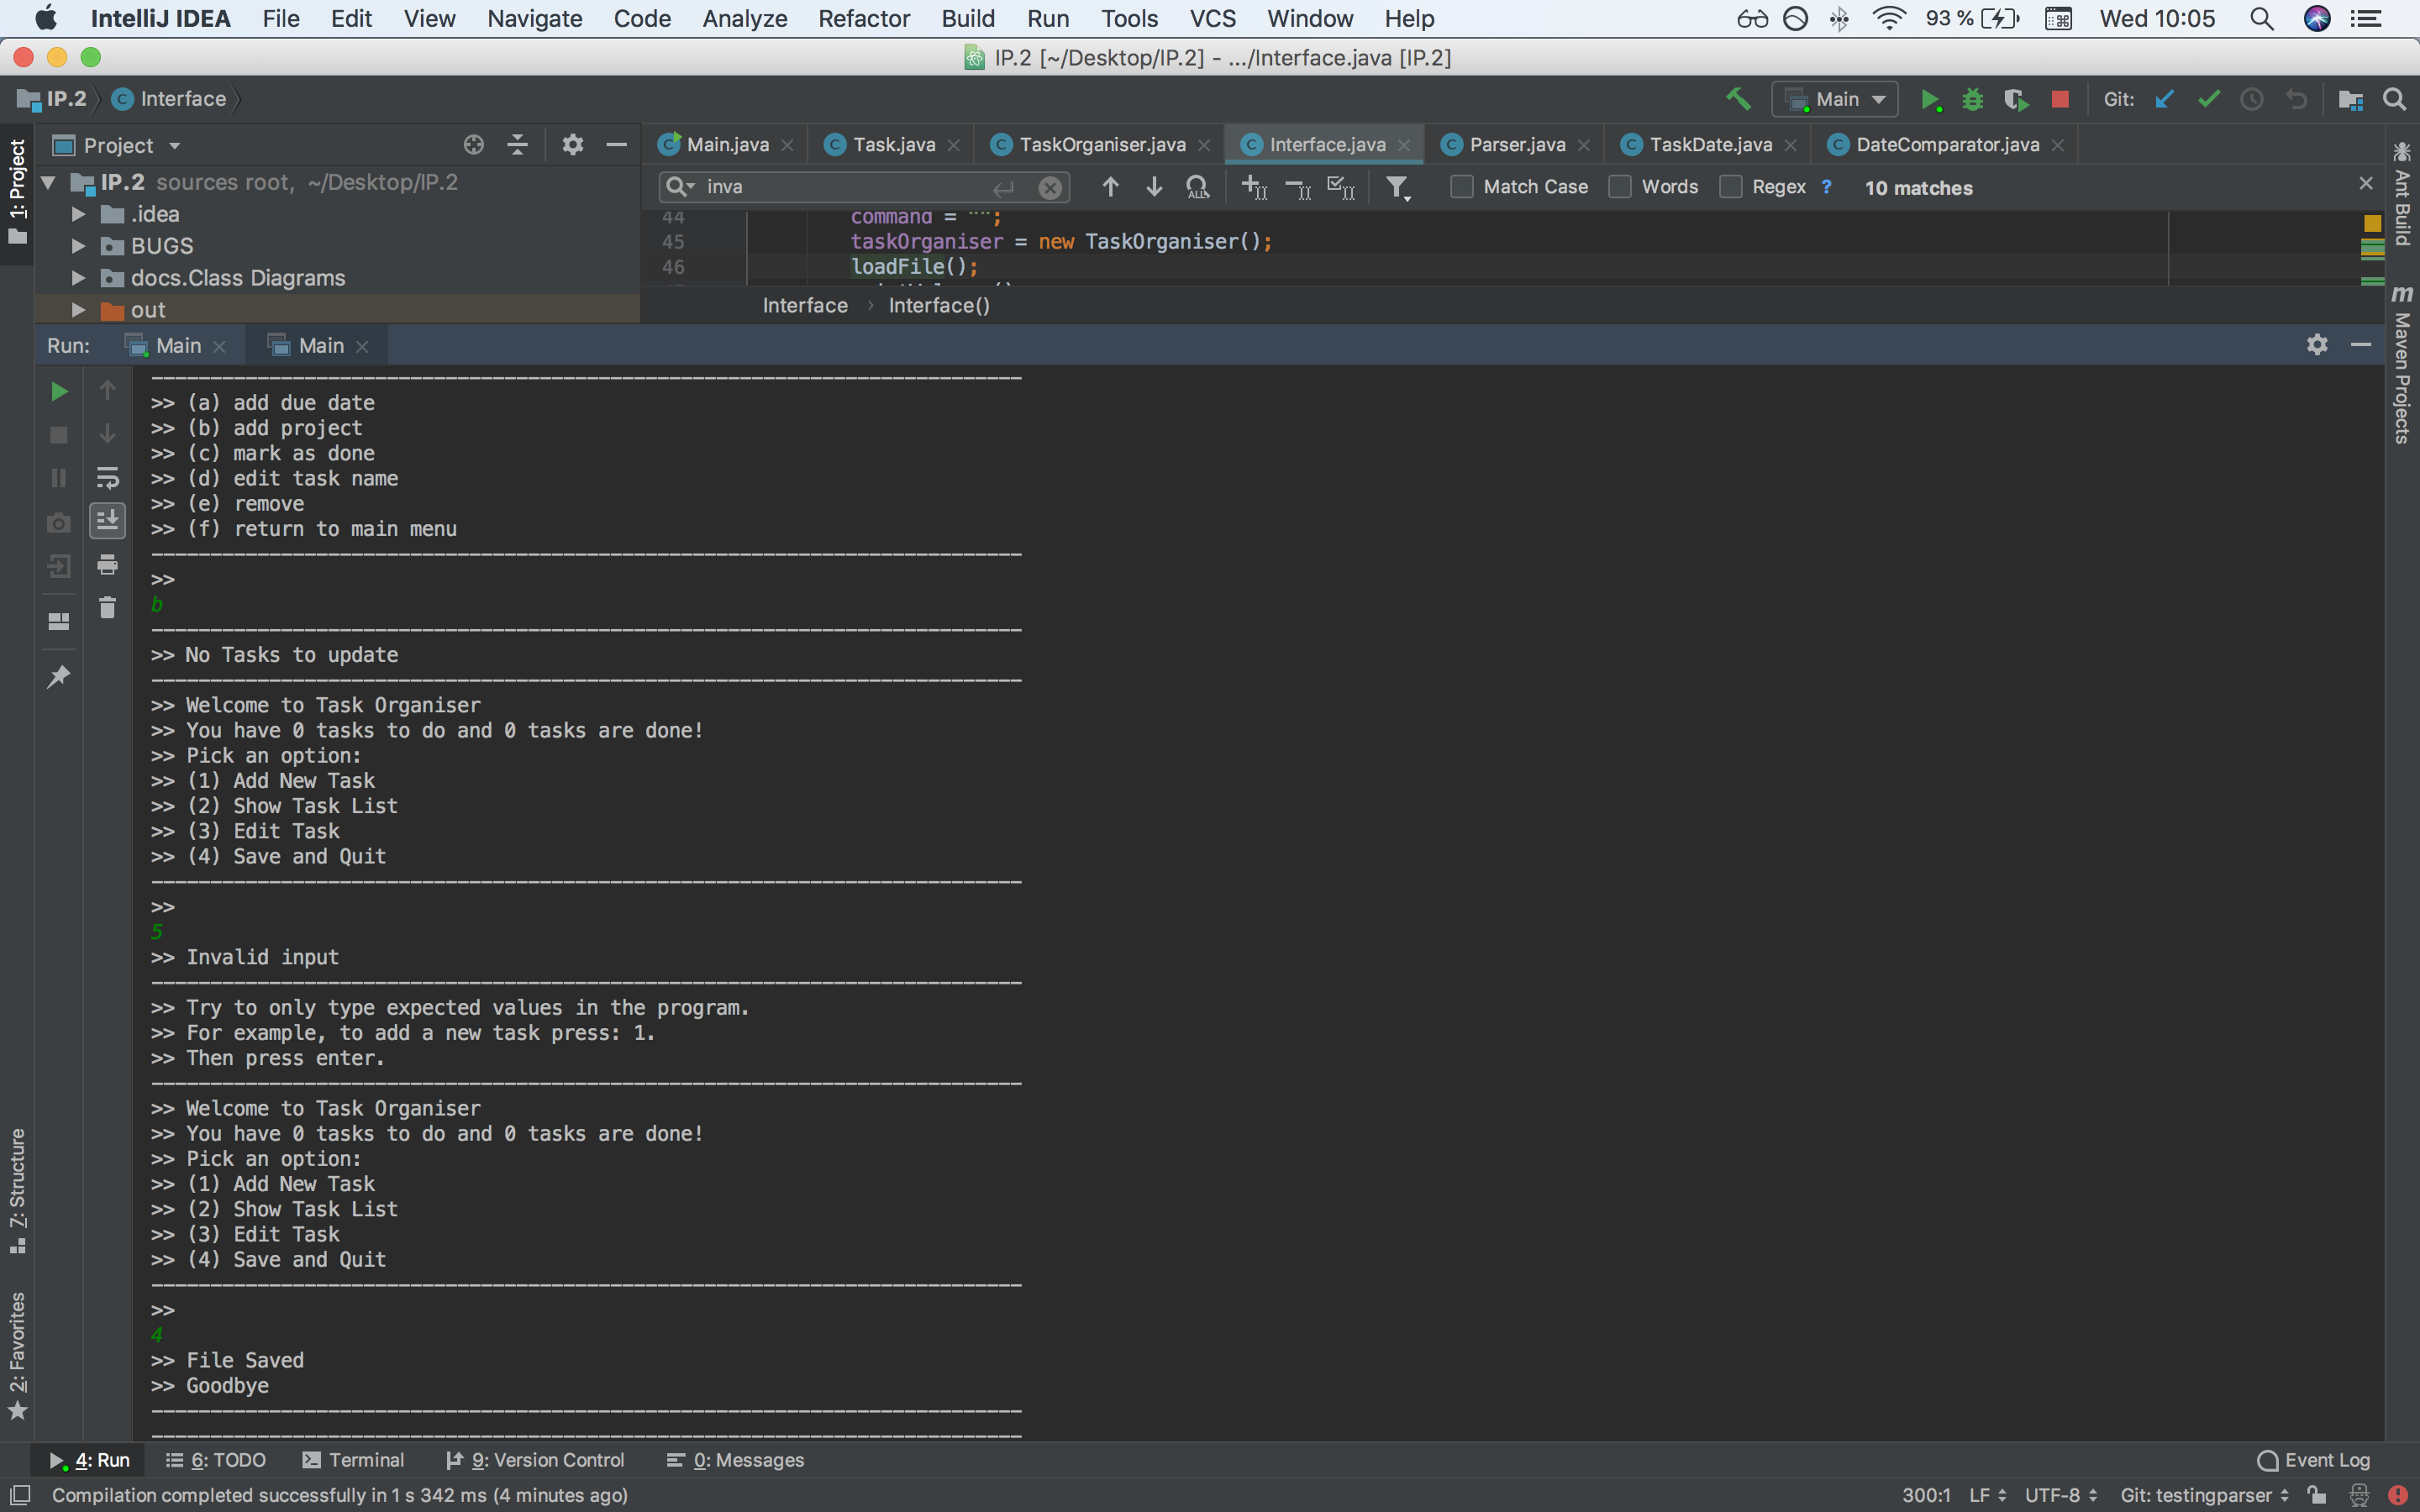 IntelliJ IDEA File Edit View Navigate Code Analyze Refactor Build Run Tools VCS Window Help 93 % Wed 10:05
IP.2 [~/Desktop/IP.2] - .../Interface.java [IP.2]
IP.2 Interface Main Git:
1: Project
Project
Main.java Task.java TaskOrganiser.java Interface.java Parser.java TaskDate.java DateComparator.java
Ant Build
Maven Projects
IP.2 sources root, ~/Desktop/IP.2
.idea
BUGS
docs.Class Diagrams
out
inva Match Case Words Regex ? 10 matches
44 command = "";
45 taskOrganiser = new TaskOrganiser();
46 loadFile();
Interface › Interface()
Run: Main Main
>> (a) add due date
>> (b) add project
>> (c) mark as done
>> (d) edit task name
>> (e) remove
>> (f) return to main menu
>>
b
>> No Tasks to update
>> Welcome to Task Organiser
>> You have 0 tasks to do and 0 tasks are done!
>> Pick an option:
>> (1) Add New Task
>> (2) Show Task List
>> (3) Edit Task
>> (4) Save and Quit
>>
5
>> Invalid input
>> Try to only type expected values in the program.
>> For example, to add a new task press: 1.
>> Then press enter.
>> Welcome to Task Organiser
>> You have 0 tasks to do and 0 tasks are done!
>> Pick an option:
>> (1) Add New Task
>> (2) Show Task List
>> (3) Edit Task
>> (4) Save and Quit
>>
4
>> File Saved
>> Goodbye
7: Structure
2: Favorites
4: Run 6: TODO Terminal 9: Version Control 0: Messages Event Log
Compilation completed successfully in 1 s 342 ms (4 minutes ago) 300:1 LF UTF-8 Git: testingparser